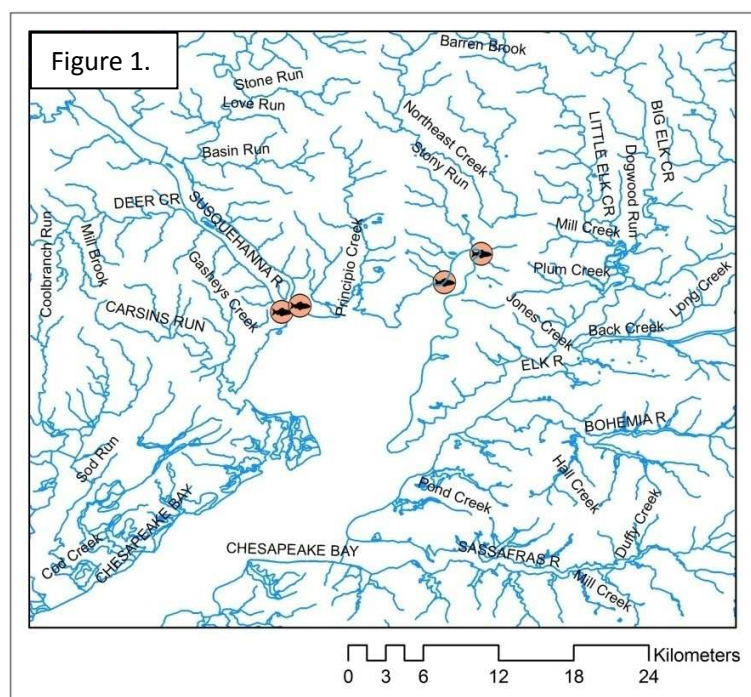 Figure 1.
Barren Brook
Stone Run
Love Run
Northeast Creek
Stony Run
LITTLE ELK CR
Dogwood Run
BIG ELK CR
Basin Run
DEER CR
SUSQUEHANNA R
Coolbranch Run
Mill Brook
Gasheys Creek
Principio Creek
Mill Creek
Plum Creek
Long Creek
CARSINS RUN
Jones Creek
Back Creek
ELK R
BOHEMIA R
Sod Run
Hall Creek
Pond Creek
Duffy Creek
Cod Creek
CHESAPEAKE BAY
CHESAPEAKE BAY
SASSAFRAS R
Mill Creek
Kilometers
0 3 6 12 18 24